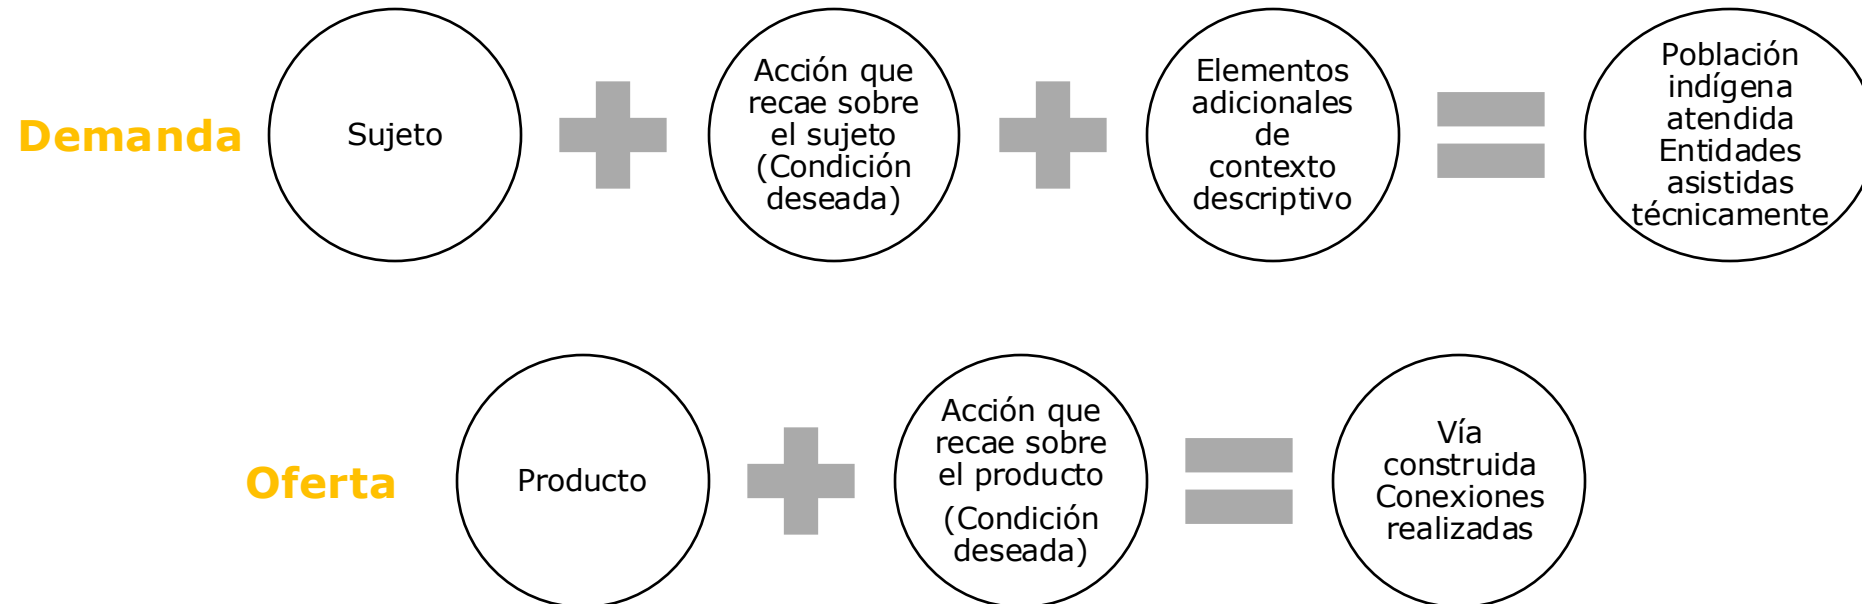 Demanda
Sujeto
Acción que
recae sobre
el sujeto
(Condición
deseada)
Elementos
adicionales
de
contexto
descriptivo
Población
indígena
atendida
Entidades
asistidas
técnicamente
Oferta
Producto
Acción que
recae sobre
el producto
(Condición
deseada)
Vía
construida
Conexiones
realizadas